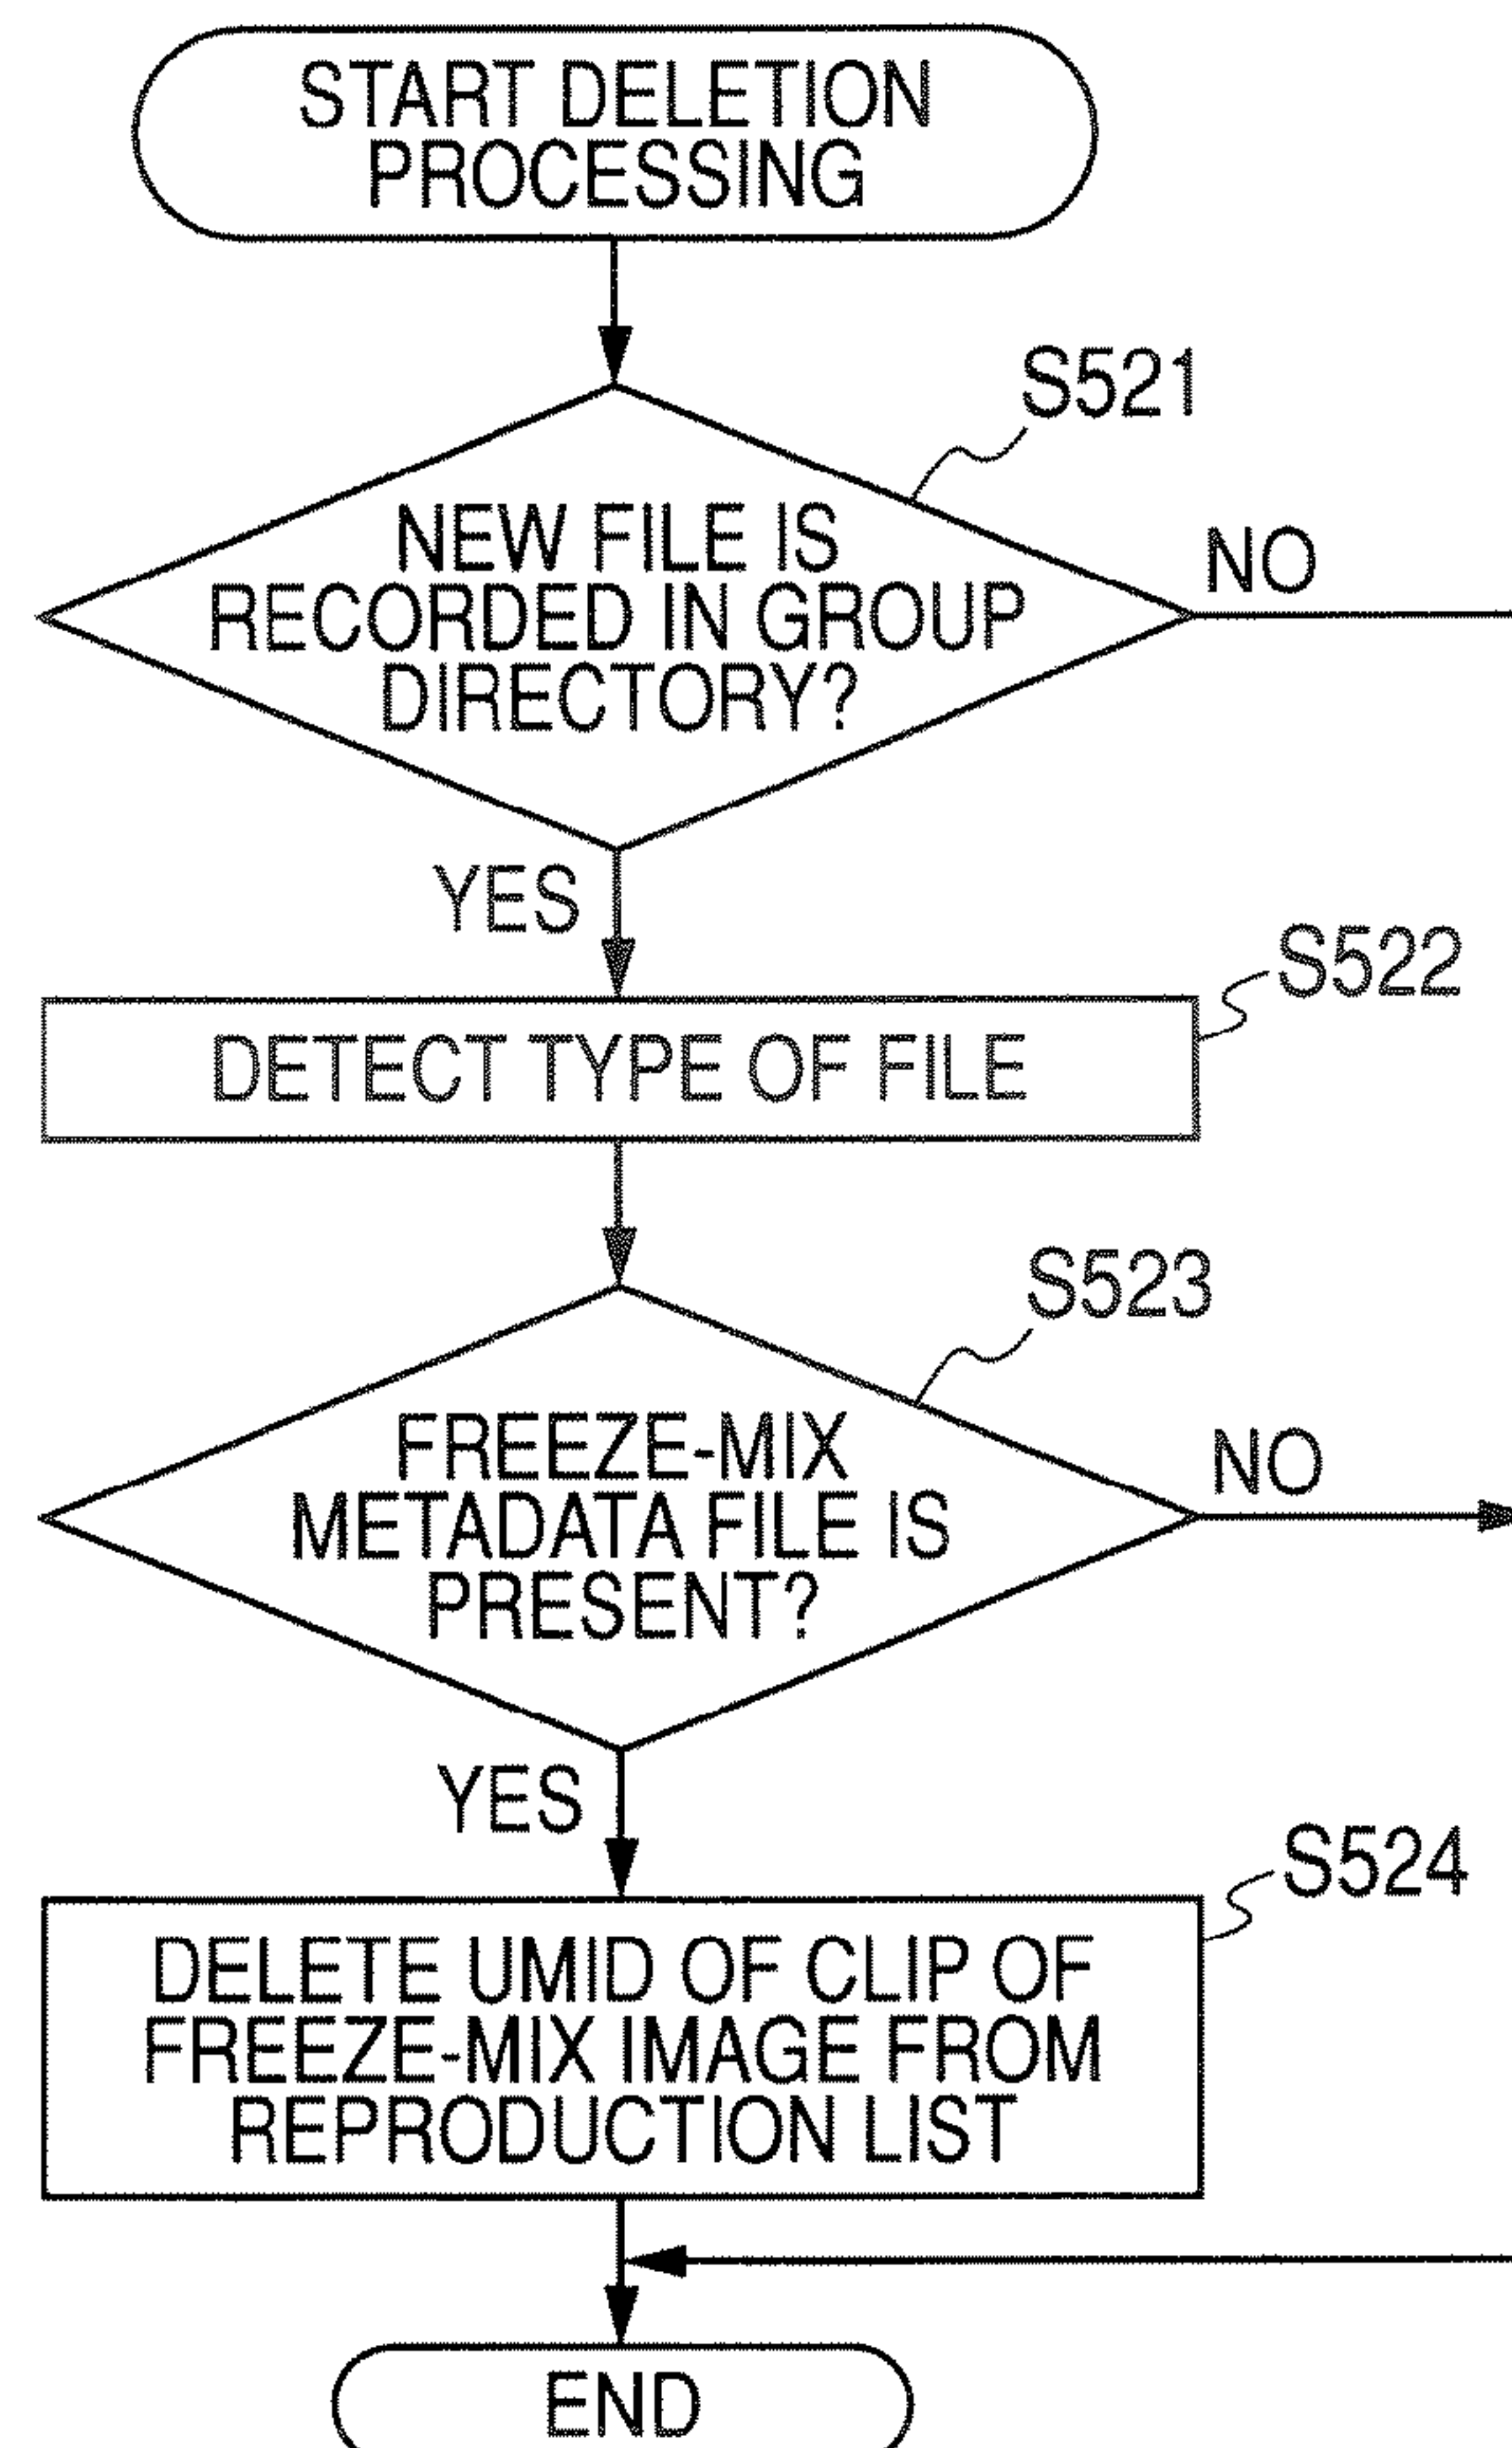 START DELETION
PROCESSING
S521
NEW FILE IS
RECORDED IN GROUP
DIRECTORY?
NO
YES
S522
DETECT TYPE OF FILE
S523
FREEZE-MIX
METADATA FILE IS
PRESENT?
NO
YES
S524
DELETE UMID OF CLIP OF
FREEZE-MIX IMAGE FROM
REPRODUCTION LIST
END